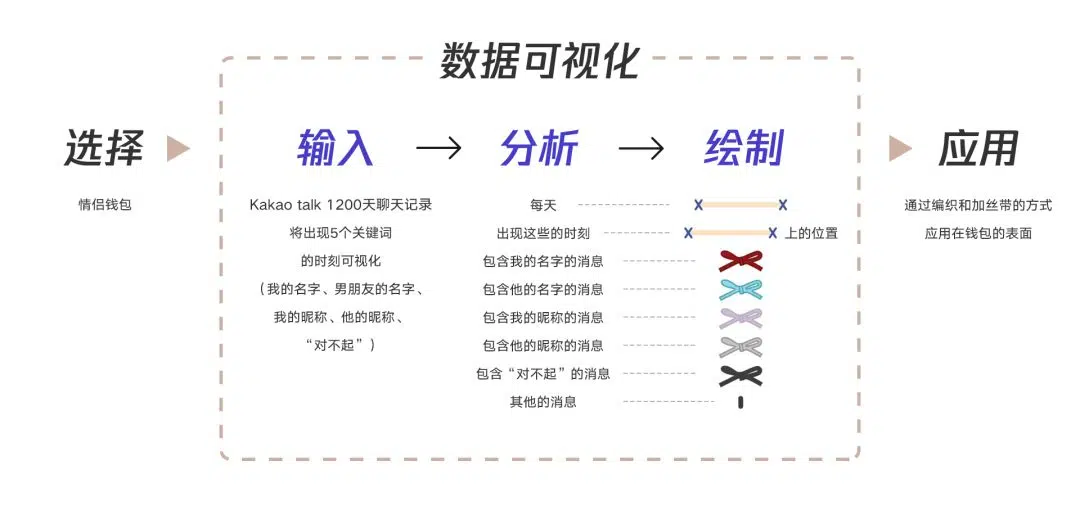 数据可视化
选择
情侣钱包
输入
Kakao talk 1200天聊天记录
将出现5个关键词
的时刻可视化
（我的名字、男朋友的名字、
我的昵称、他的昵称、
“对不起”）
分析
每天
出现这些的时刻
包含我的名字的消息
包含他的名字的消息
包含我的昵称的消息
包含他的昵称的消息
包含“对不起”的消息
其他的消息
绘制
上的位置
应用
通过编织和加丝带的方式
应用在钱包的表面